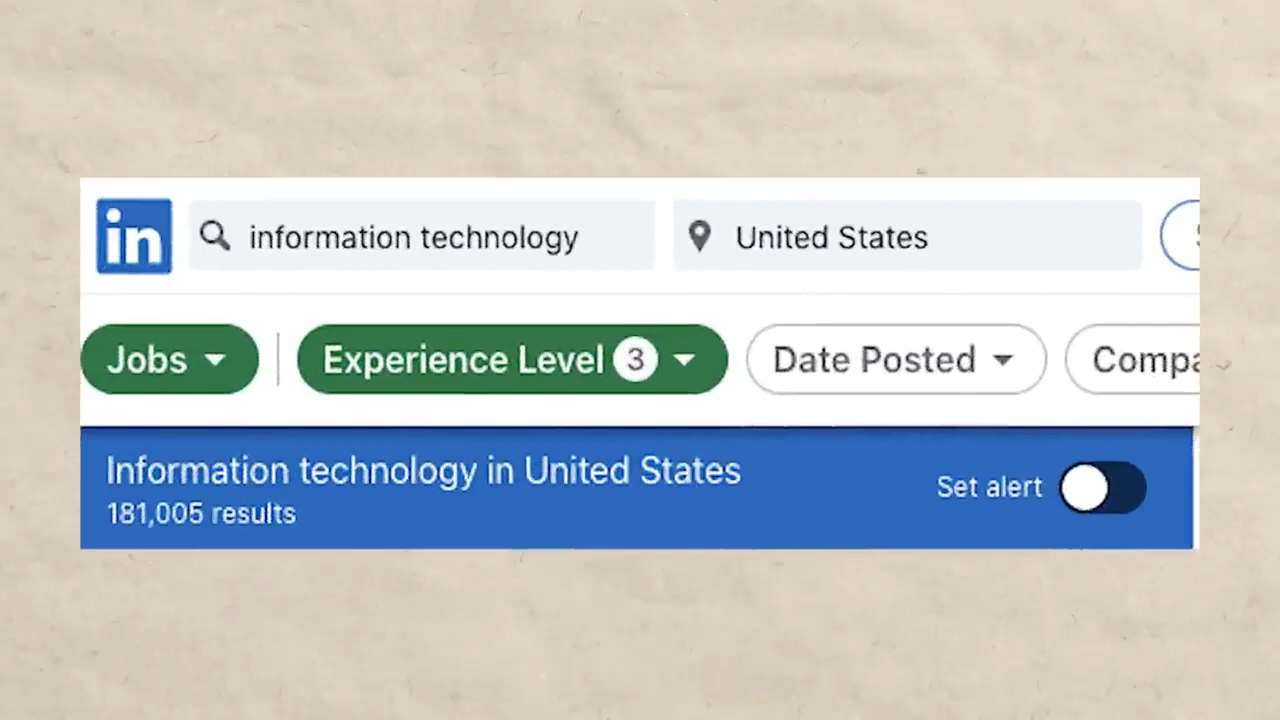 in information technology United States
Jobs Experience Level 3 Date Posted Compa
Information technology in United States
181,005 results
Set alert